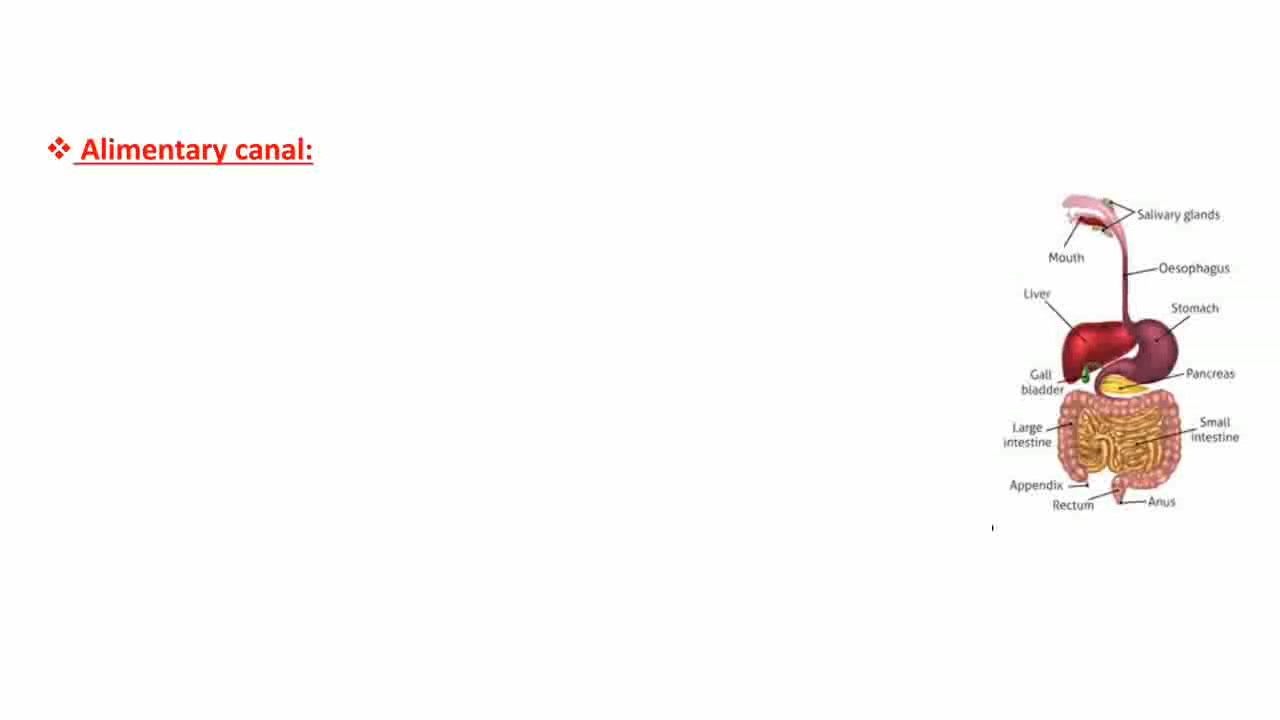 ❖ Alimentary canal:
Salivary glands
Mouth
Oesophagus
Liver
Stomach
Gall
bladder
Pancreas
Large
intestine
Small
intestine
Appendix
Rectum
Anus